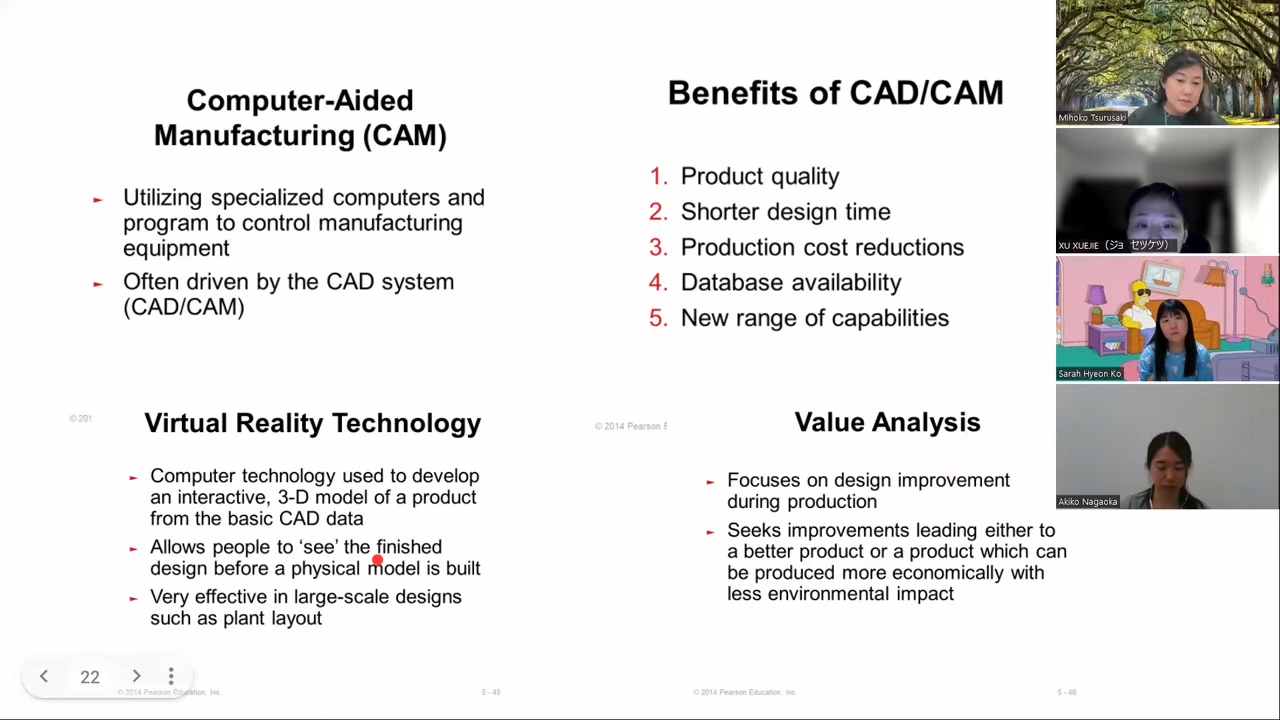 Computer-Aided
Manufacturing (CAM)
► Utilizing specialized computers and
program to control manufacturing
equipment
► Often driven by the CAD system
(CAD/CAM)
© 201
Benefits of CAD/CAM
1. Product quality
2. Shorter design time
3. Production cost reductions
4. Database availability
5. New range of capabilities
© 2014 Pearson E
Virtual Reality Technology
► Computer technology used to develop
an interactive, 3-D model of a product
from the basic CAD data
► Allows people to ‘see’ the finished
design before a physical model is built
► Very effective in large-scale designs
such as plant layout
22
© 2014 Pearson Education, Inc.
5 - 45
Value Analysis
► Focuses on design improvement
during production
► Seeks improvements leading either to
a better product or a product which can
be produced more economically with
less environmental impact
© 2014 Pearson Education, Inc.
5 - 46
Mihoko Tsurusaki
XU XUEJIE（ジョ セツケツ）
Sarah Hyeon Ko
Akiko Nagaoka